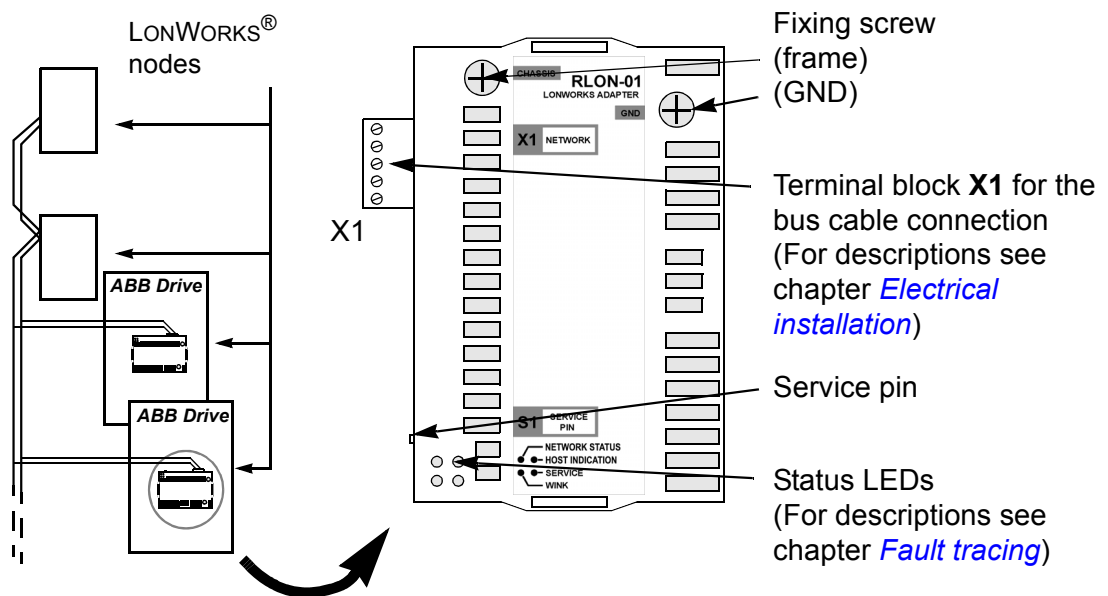 LONWORKS®
nodes
ABB Drive
ABB Drive
X1
CHASSIS
RLON-01
LONWORKS ADAPTER
GND
X1 NETWORK
S1 SERVICE
PIN
NETWORK STATUS
HOST INDICATION
SERVICE
WINK
Fixing screw
(frame)
(GND)
Terminal block X1 for the
bus cable connection
(For descriptions see
chapter Electrical
installation)
Service pin
Status LEDs
(For descriptions see
chapter Fault tracing)